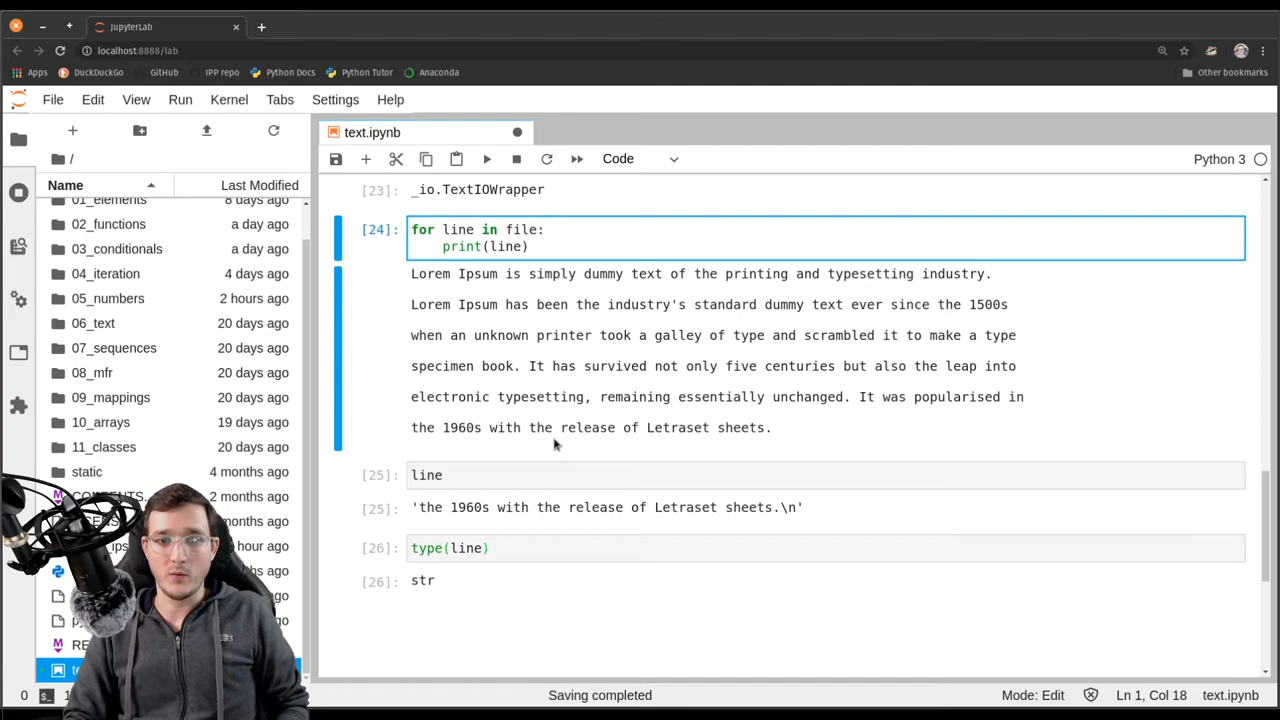 JupyterLab
localhost:8888/lab
Apps DuckDuckGo GitHub IPP repo Python Docs Python Tutor Anaconda Other bookmarks
File Edit View Run Kernel Tabs Settings Help
text.ipynb
/
Code Python 3
Name Last Modified
01_elements 8 days ago
02_functions a day ago
03_conditionals a day ago
04_iteration 4 days ago
05_numbers 2 hours ago
06_text 20 days ago
07_sequences 20 days ago
08_mfr 20 days ago
09_mappings 20 days ago
10_arrays 19 days ago
11_classes 20 days ago
static 4 months ago
2 months ago
months ago
hour ago
ago
ago
ago
ago
ago
[23]: _io.TextIOWrapper
[24]: for line in file:
print(line)
Lorem Ipsum is simply dummy text of the printing and typesetting industry.
Lorem Ipsum has been the industry's standard dummy text ever since the 1500s
when an unknown printer took a galley of type and scrambled it to make a type
specimen book. It has survived not only five centuries but also the leap into
electronic typesetting, remaining essentially unchanged. It was popularised in
the 1960s with the release of Letraset sheets.
[25]: line
[25]: 'the 1960s with the release of Letraset sheets.\n'
[26]: type(line)
[26]: str
0 Saving completed Mode: Edit Ln 1, Col 18 text.ipynb